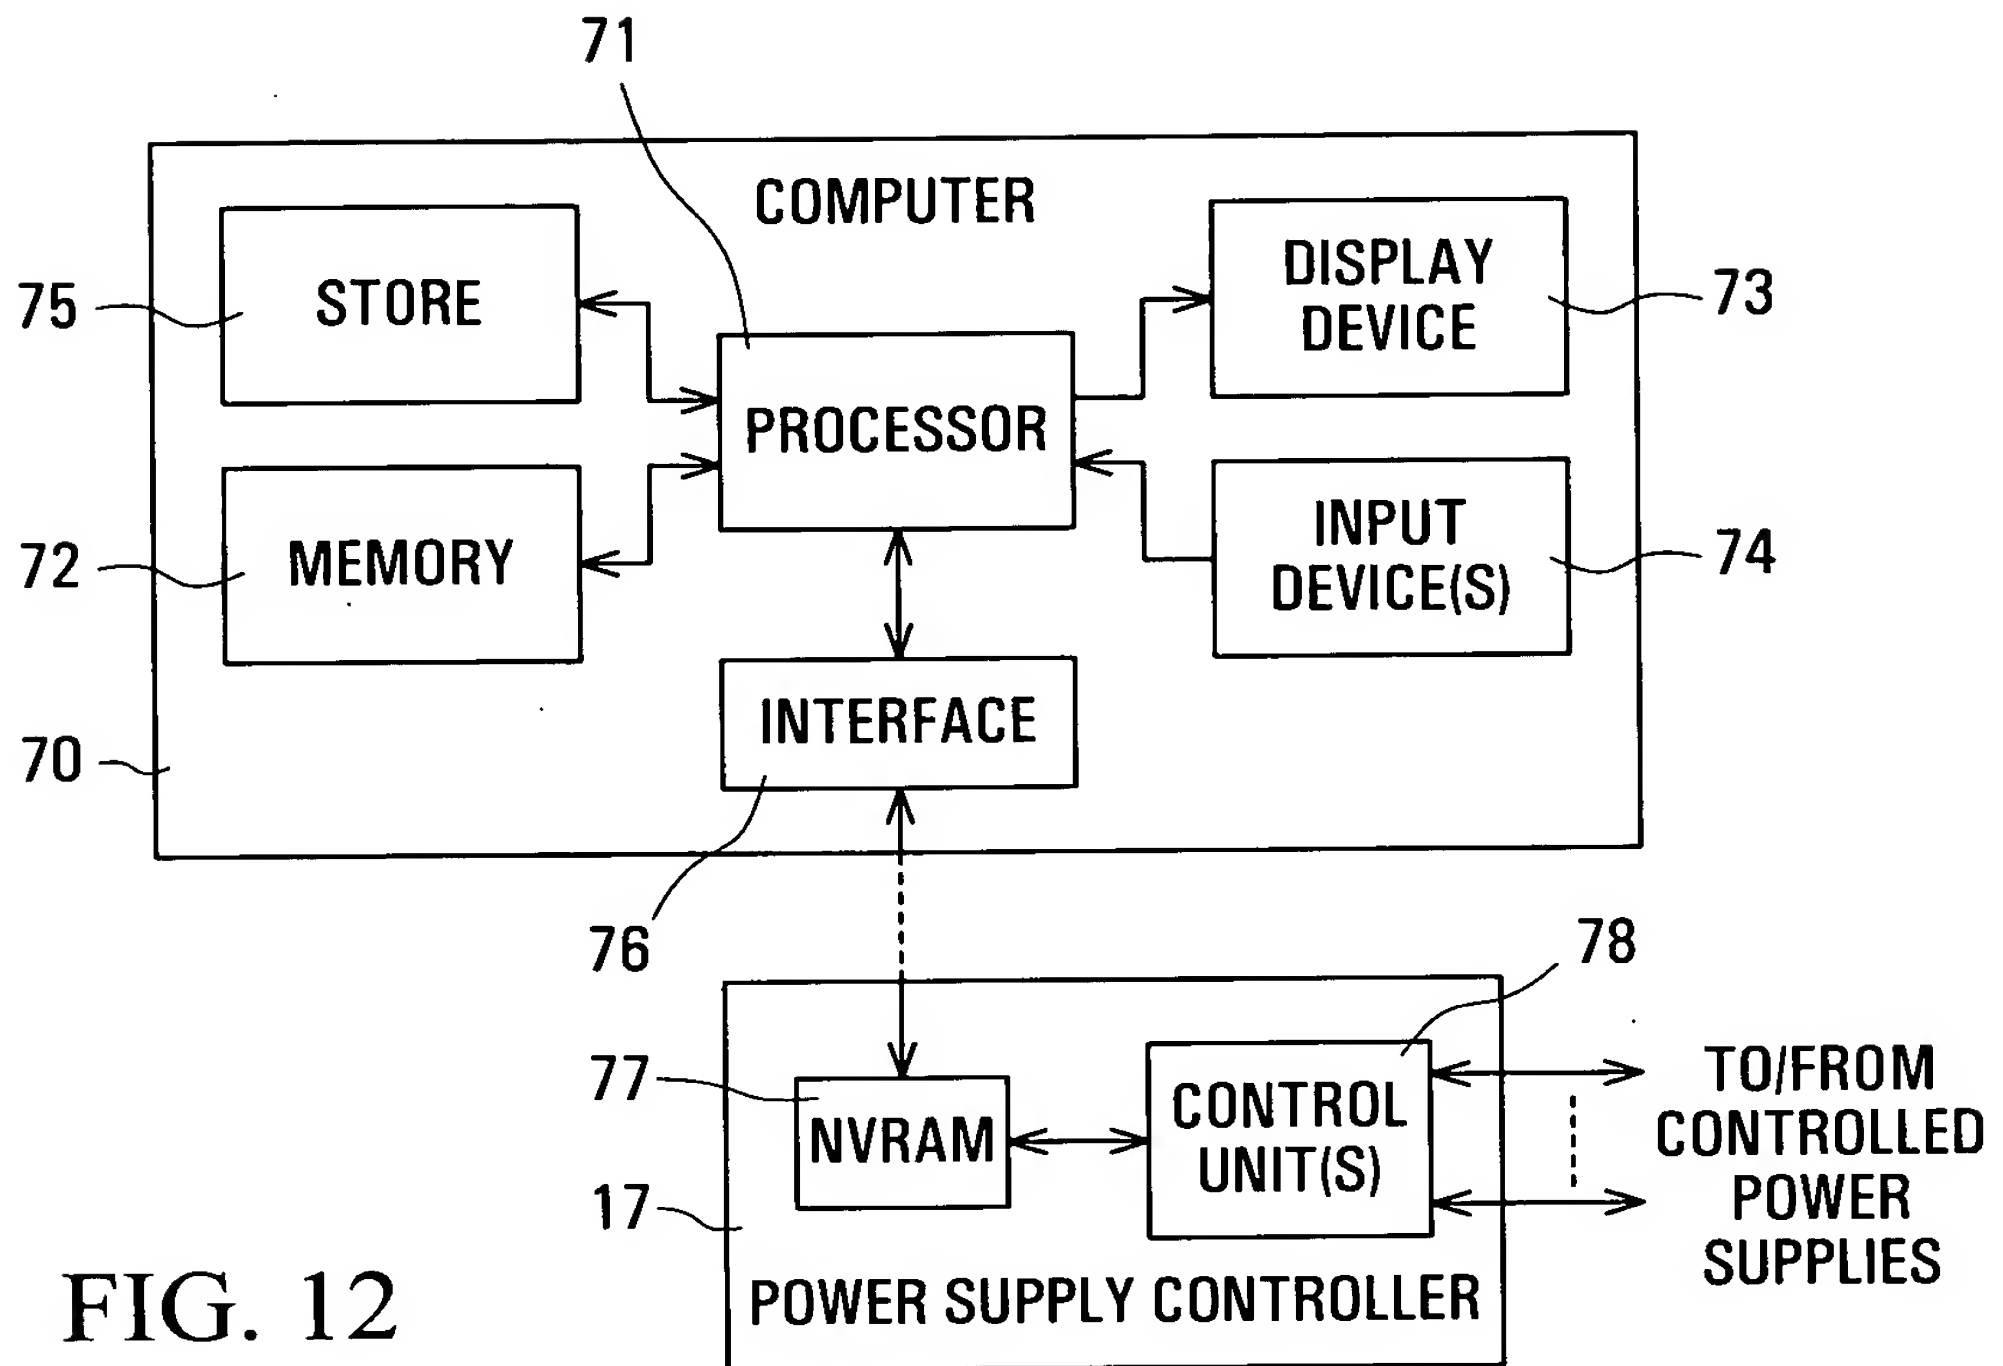 71
COMPUTER
75
STORE
DISPLAY
DEVICE
73
PROCESSOR
72
MEMORY
INPUT
DEVICE(S)
74
INTERFACE
70
76
78
77
NVRAM
CONTROL
UNIT(S)
TO/FROM
CONTROLLED
POWER
SUPPLIES
17
POWER SUPPLY CONTROLLER
FIG. 12